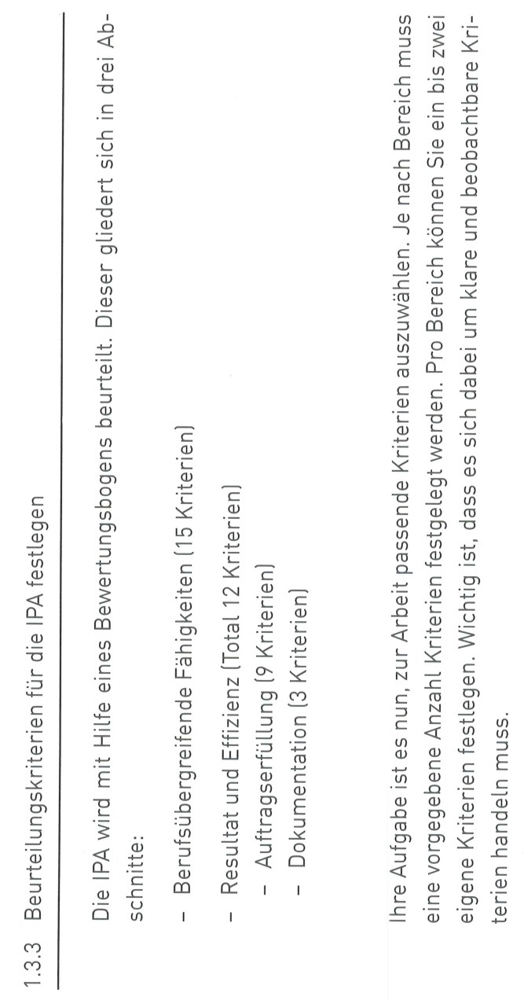 1.3.3 Beurteilungskriterien für die IPA festlegen
Die IPA wird mit Hilfe eines Bewertungsbogens beurteilt. Dieser gliedert sich in drei Ab-
schnitte:
– Berufsübergreifende Fähigkeiten (15 Kriterien)
– Resultat und Effizienz (Total 12 Kriterien)
– Auftragserfüllung (9 Kriterien)
– Dokumentation (3 Kriterien)
Ihre Aufgabe ist es nun, zur Arbeit passende Kriterien auszuwählen. Je nach Bereich muss
eine vorgegebene Anzahl Kriterien festgelegt werden. Pro Bereich können Sie ein bis zwei
eigene Kriterien festlegen. Wichtig ist, dass es sich dabei um klare und beobachtbare Kri-
terien handeln muss.